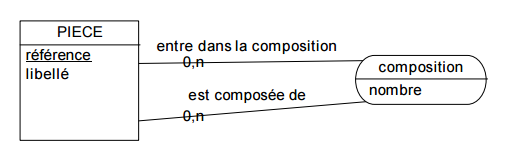 PIECE
référence
libellé
entre dans la composition
0,n
est composée de
0,n
composition
nombre